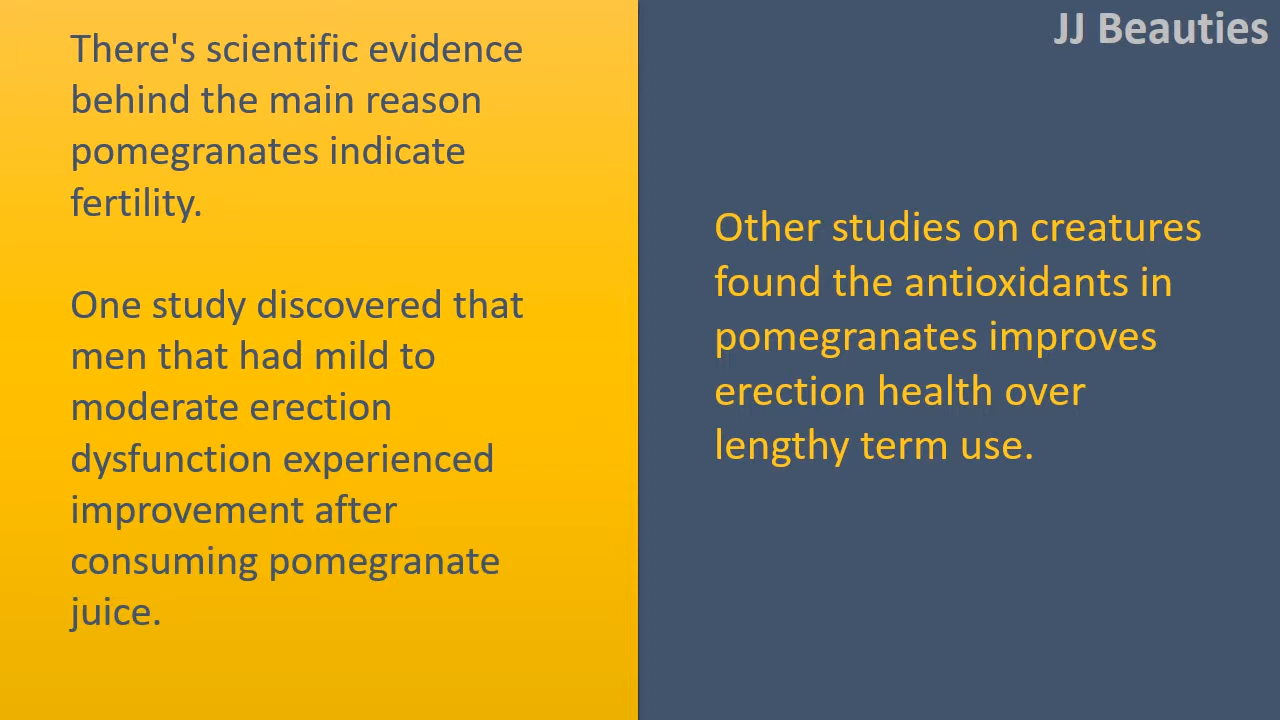 There's scientific evidence
behind the main reason
pomegranates indicate
fertility.
One study discovered that
men that had mild to
moderate erection
dysfunction experienced
improvement after
consuming pomegranate
juice.
JJ Beauties
Other studies on creatures
found the antioxidants in
pomegranates improves
erection health over
lengthy term use.